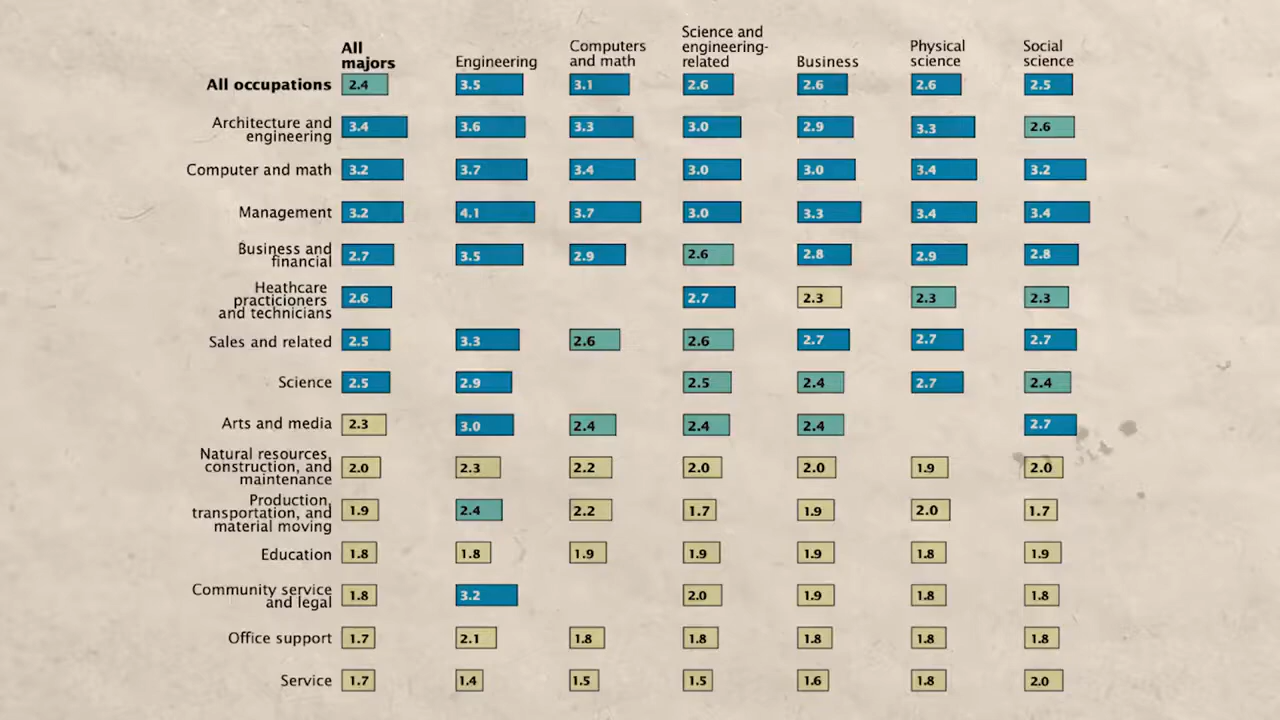 All
majors
Engineering
Computers
and math
Science and
engineering-
related
Business
Physical
science
Social
science
All occupations 2.4 3.5 3.1 2.6 2.6 2.6 2.5
Architecture and
engineering 3.4 3.6 3.3 3.0 2.9 3.3 2.6
Computer and math 3.2 3.7 3.4 3.0 3.0 3.4 3.2
Management 3.2 4.1 3.7 3.0 3.3 3.4 3.4
Business and
financial 2.7 3.5 2.9 2.6 2.8 2.9 2.8
Heathcare
practicioners
and technicians 2.6 2.7 2.3 2.3 2.3
Sales and related 2.5 3.3 2.6 2.6 2.7 2.7 2.7
Science 2.5 2.9 2.5 2.4 2.7 2.4
Arts and media 2.3 3.0 2.4 2.4 2.4 2.7
Natural resources,
construction, and
maintenance 2.0 2.3 2.2 2.0 2.0 1.9 2.0
Production,
transportation, and
material moving 1.9 2.4 2.2 1.7 1.9 2.0 1.7
Education 1.8 1.8 1.9 1.9 1.9 1.8 1.9
Community service
and legal 1.8 3.2 2.0 1.9 1.8 1.8
Office support 1.7 2.1 1.8 1.8 1.8 1.8 1.8
Service 1.7 1.4 1.5 1.5 1.6 1.8 2.0